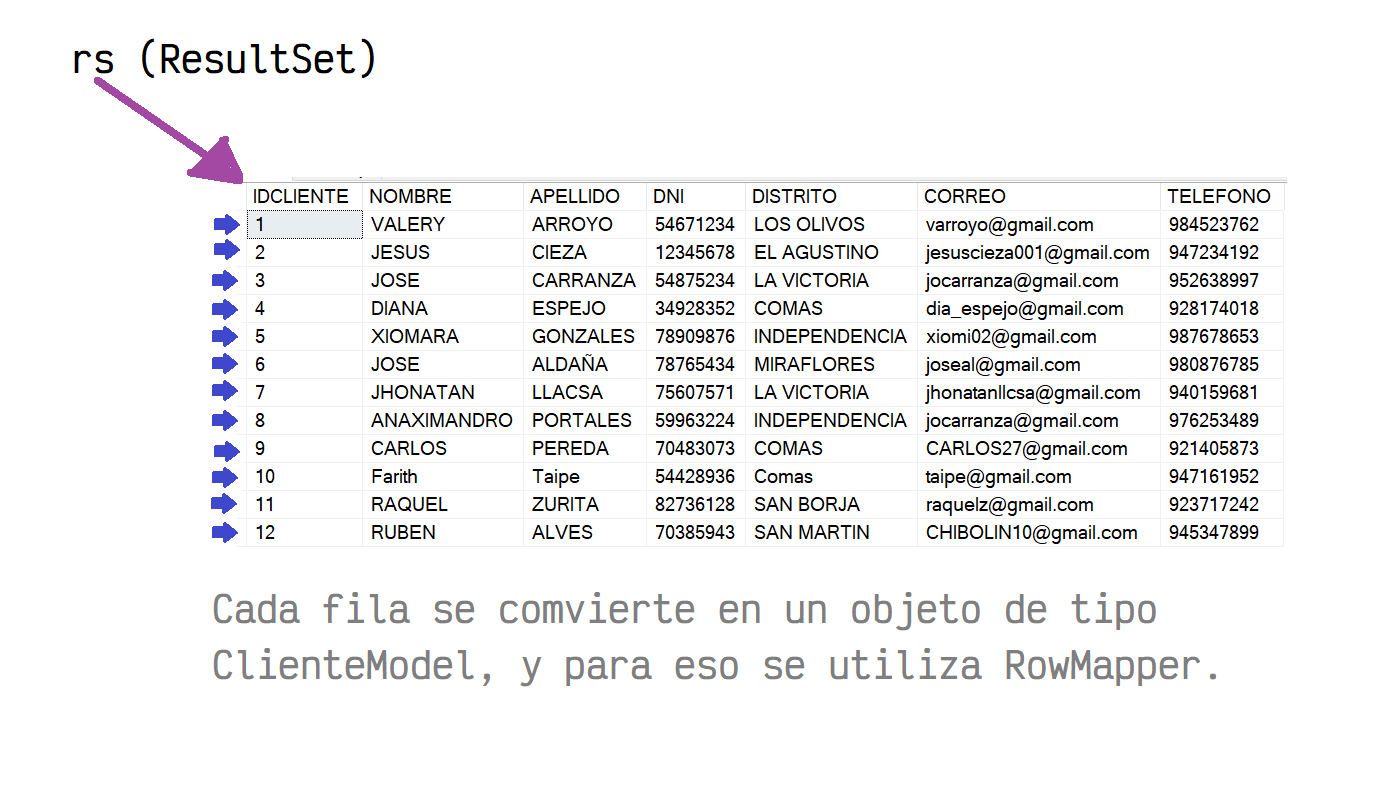 rs (ResultSet)
IDCLIENTE NOMBRE APELLIDO DNI DISTRITO CORREO TELEFONO
1 VALERY ARROYO 54671234 LOS OLIVOS varroyo@gmail.com 984523762
2 JESUS CIEZA 12345678 EL AGUSTINO jesuscieza001@gmail.com 947234192
3 JOSE CARRANZA 54875234 LA VICTORIA jocarranza@gmail.com 952638997
4 DIANA ESPEJO 34928352 COMAS dia_espejo@gmail.com 928174018
5 XIOMARA GONZALES 78909876 INDEPENDENCIA xiomi02@gmail.com 987678653
6 JOSE ALDAÑA 78765434 MIRAFLORES joseal@gmail.com 980876785
7 JHONATAN LLACSA 75607571 LA VICTORIA jhonatanllcsa@gmail.com 940159681
8 ANAXIMANDRO PORTALES 59963224 INDEPENDENCIA jocarranza@gmail.com 976253489
9 CARLOS PEREDA 70483073 COMAS CARLOS27@gmail.com 921405873
10 Farith Taipe 54428936 Comas taipe@gmail.com 947161952
11 RAQUEL ZURITA 82736128 SAN BORJA raquelz@gmail.com 923717242
12 RUBEN ALVES 70385943 SAN MARTIN CHIBOLIN10@gmail.com 945347899
Cada fila se comvierte en un objeto de tipo
ClienteModel, y para eso se utiliza RowMapper.